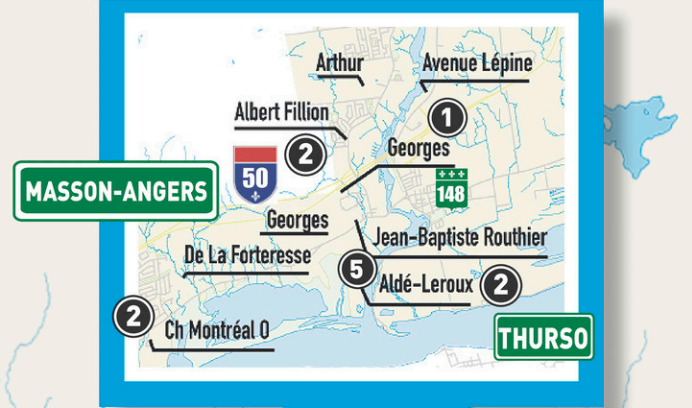 Arthur
Avenue Lépine
1
Albert Fillion
2
Georges
50
148
MASSON-ANGERS
Georges
Jean-Baptiste Routhier
De La Forteresse
5
Aldé-Leroux
2
2
Ch Montréal O
THURSO